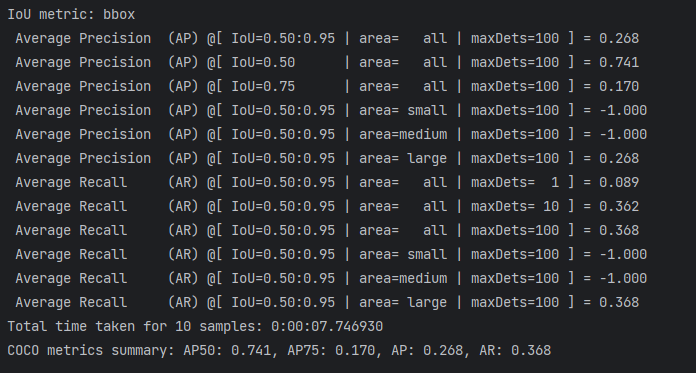 IoU metric: bbox
 Average Precision  (AP) @[ IoU=0.50:0.95 | area=   all | maxDets=100 ] = 0.268
 Average Precision  (AP) @[ IoU=0.50      | area=   all | maxDets=100 ] = 0.741
 Average Precision  (AP) @[ IoU=0.75      | area=   all | maxDets=100 ] = 0.170
 Average Precision  (AP) @[ IoU=0.50:0.95 | area= small | maxDets=100 ] = -1.000
 Average Precision  (AP) @[ IoU=0.50:0.95 | area=medium | maxDets=100 ] = -1.000
 Average Precision  (AP) @[ IoU=0.50:0.95 | area= large | maxDets=100 ] = 0.268
 Average Recall     (AR) @[ IoU=0.50:0.95 | area=   all | maxDets=  1 ] = 0.089
 Average Recall     (AR) @[ IoU=0.50:0.95 | area=   all | maxDets= 10 ] = 0.362
 Average Recall     (AR) @[ IoU=0.50:0.95 | area=   all | maxDets=100 ] = 0.368
 Average Recall     (AR) @[ IoU=0.50:0.95 | area= small | maxDets=100 ] = -1.000
 Average Recall     (AR) @[ IoU=0.50:0.95 | area=medium | maxDets=100 ] = -1.000
 Average Recall     (AR) @[ IoU=0.50:0.95 | area= large | maxDets=100 ] = 0.368
Total time taken for 10 samples: 0:00:07.746930
COCO metrics summary: AP50: 0.741, AP75: 0.170, AP: 0.268, AR: 0.368